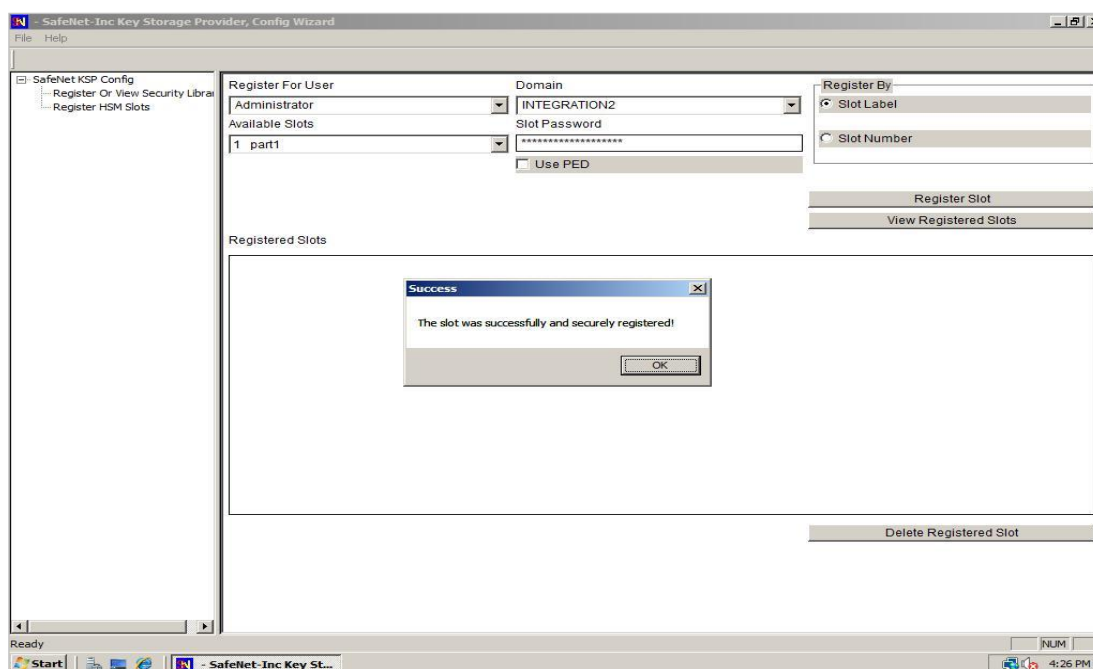 - SafeNet-Inc Key Storage Provider, Config Wizard
File Help
SafeNet KSP Config
Register Or View Security Librar
Register HSM Slots
Register For User
Domain
Register By
Administrator
INTEGRATION2
Slot Label
Available Slots
Slot Password
1 part1
*******************
Slot Number
Use PED
Register Slot
View Registered Slots
Registered Slots
Success
The slot was successfully and securely registered!
OK
Delete Registered Slot
Ready
NUM
Start
- SafeNet-Inc Key St...
4:26 PM